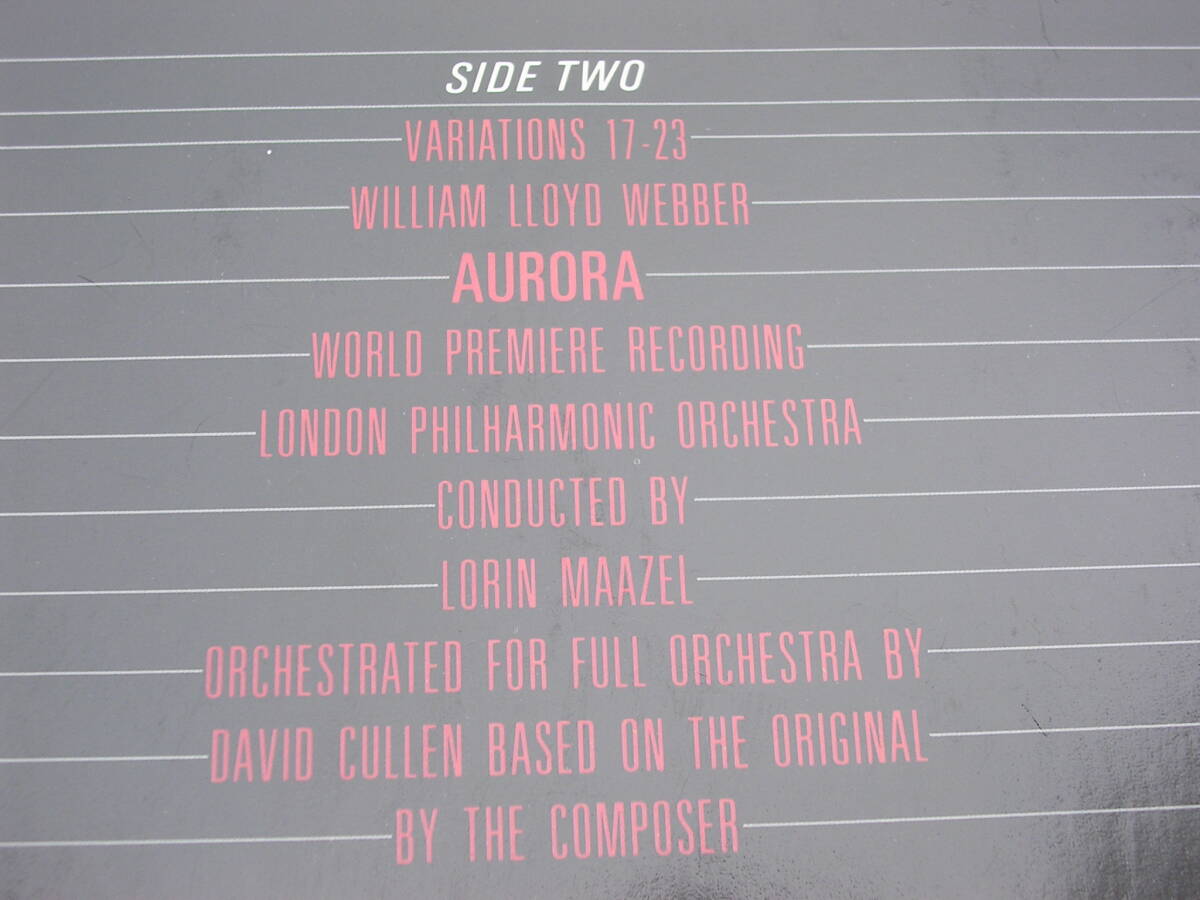 SIDE TWO
VARIATIONS 17-23
WILLIAM LLOYD WEBBER
AURORA
WORLD PREMIERE RECORDING
LONDON PHILHARMONIC ORCHESTRA
CONDUCTED BY
LORIN MAAZEL
ORCHESTRATED FOR FULL ORCHESTRA BY
DAVID CULLEN BASED ON THE ORIGINAL
BY THE COMPOSER